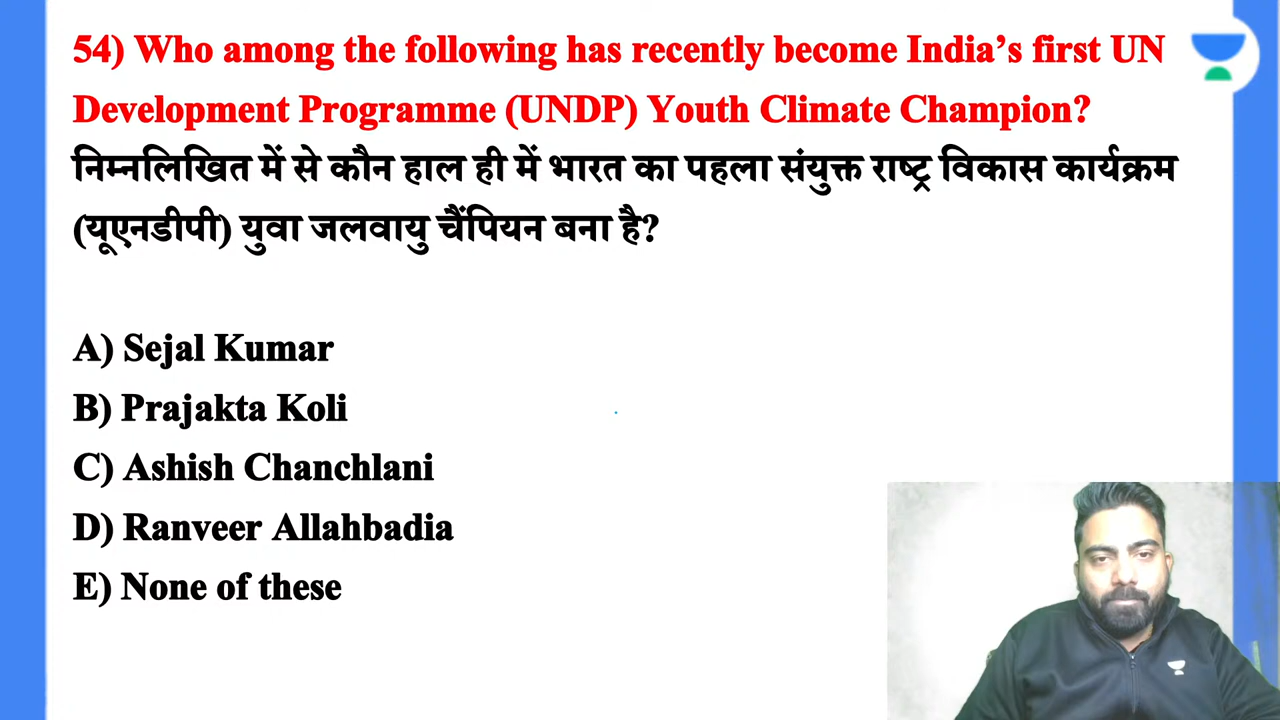 54) Who among the following has recently become India’s first UN
Development Programme (UNDP) Youth Climate Champion?
निम्नलिखित में से कौन हाल ही में भारत का पहला संयुक्त राष्ट्र विकास कार्यक्रम
(यूएनडीपी) युवा जलवायु चैंपियन बना है?
A) Sejal Kumar
B) Prajakta Koli
C) Ashish Chanchlani
D) Ranveer Allahbadia
E) None of these